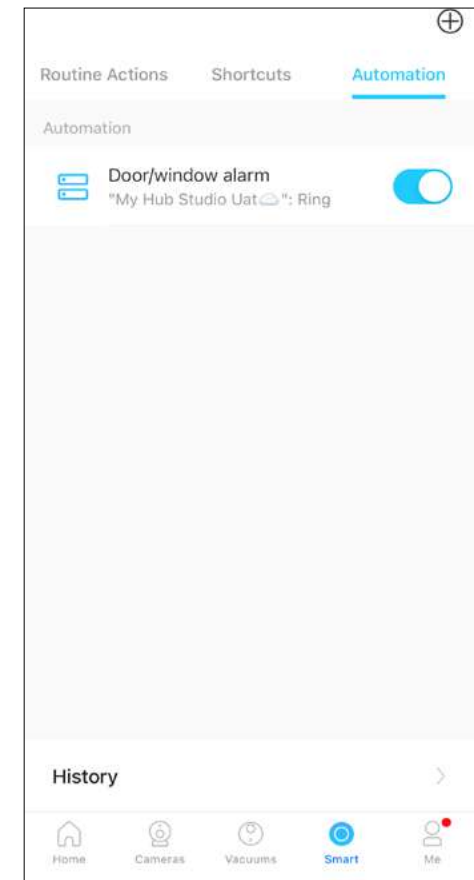 Routine Actions Shortcuts Automation
Automation
Door/window alarm
"My Hub Studio Uat☁️": Ring
History
Home Cameras Vacuums Smart Me